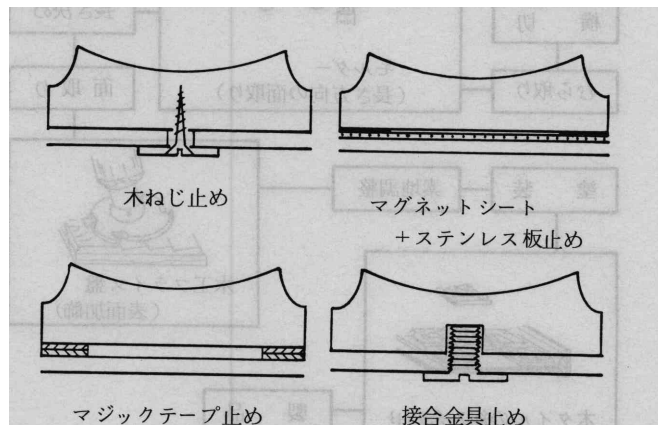 木ねじ止め
マグネットシート
+ステンレス板止め
マジックテープ止め
接合金具止め